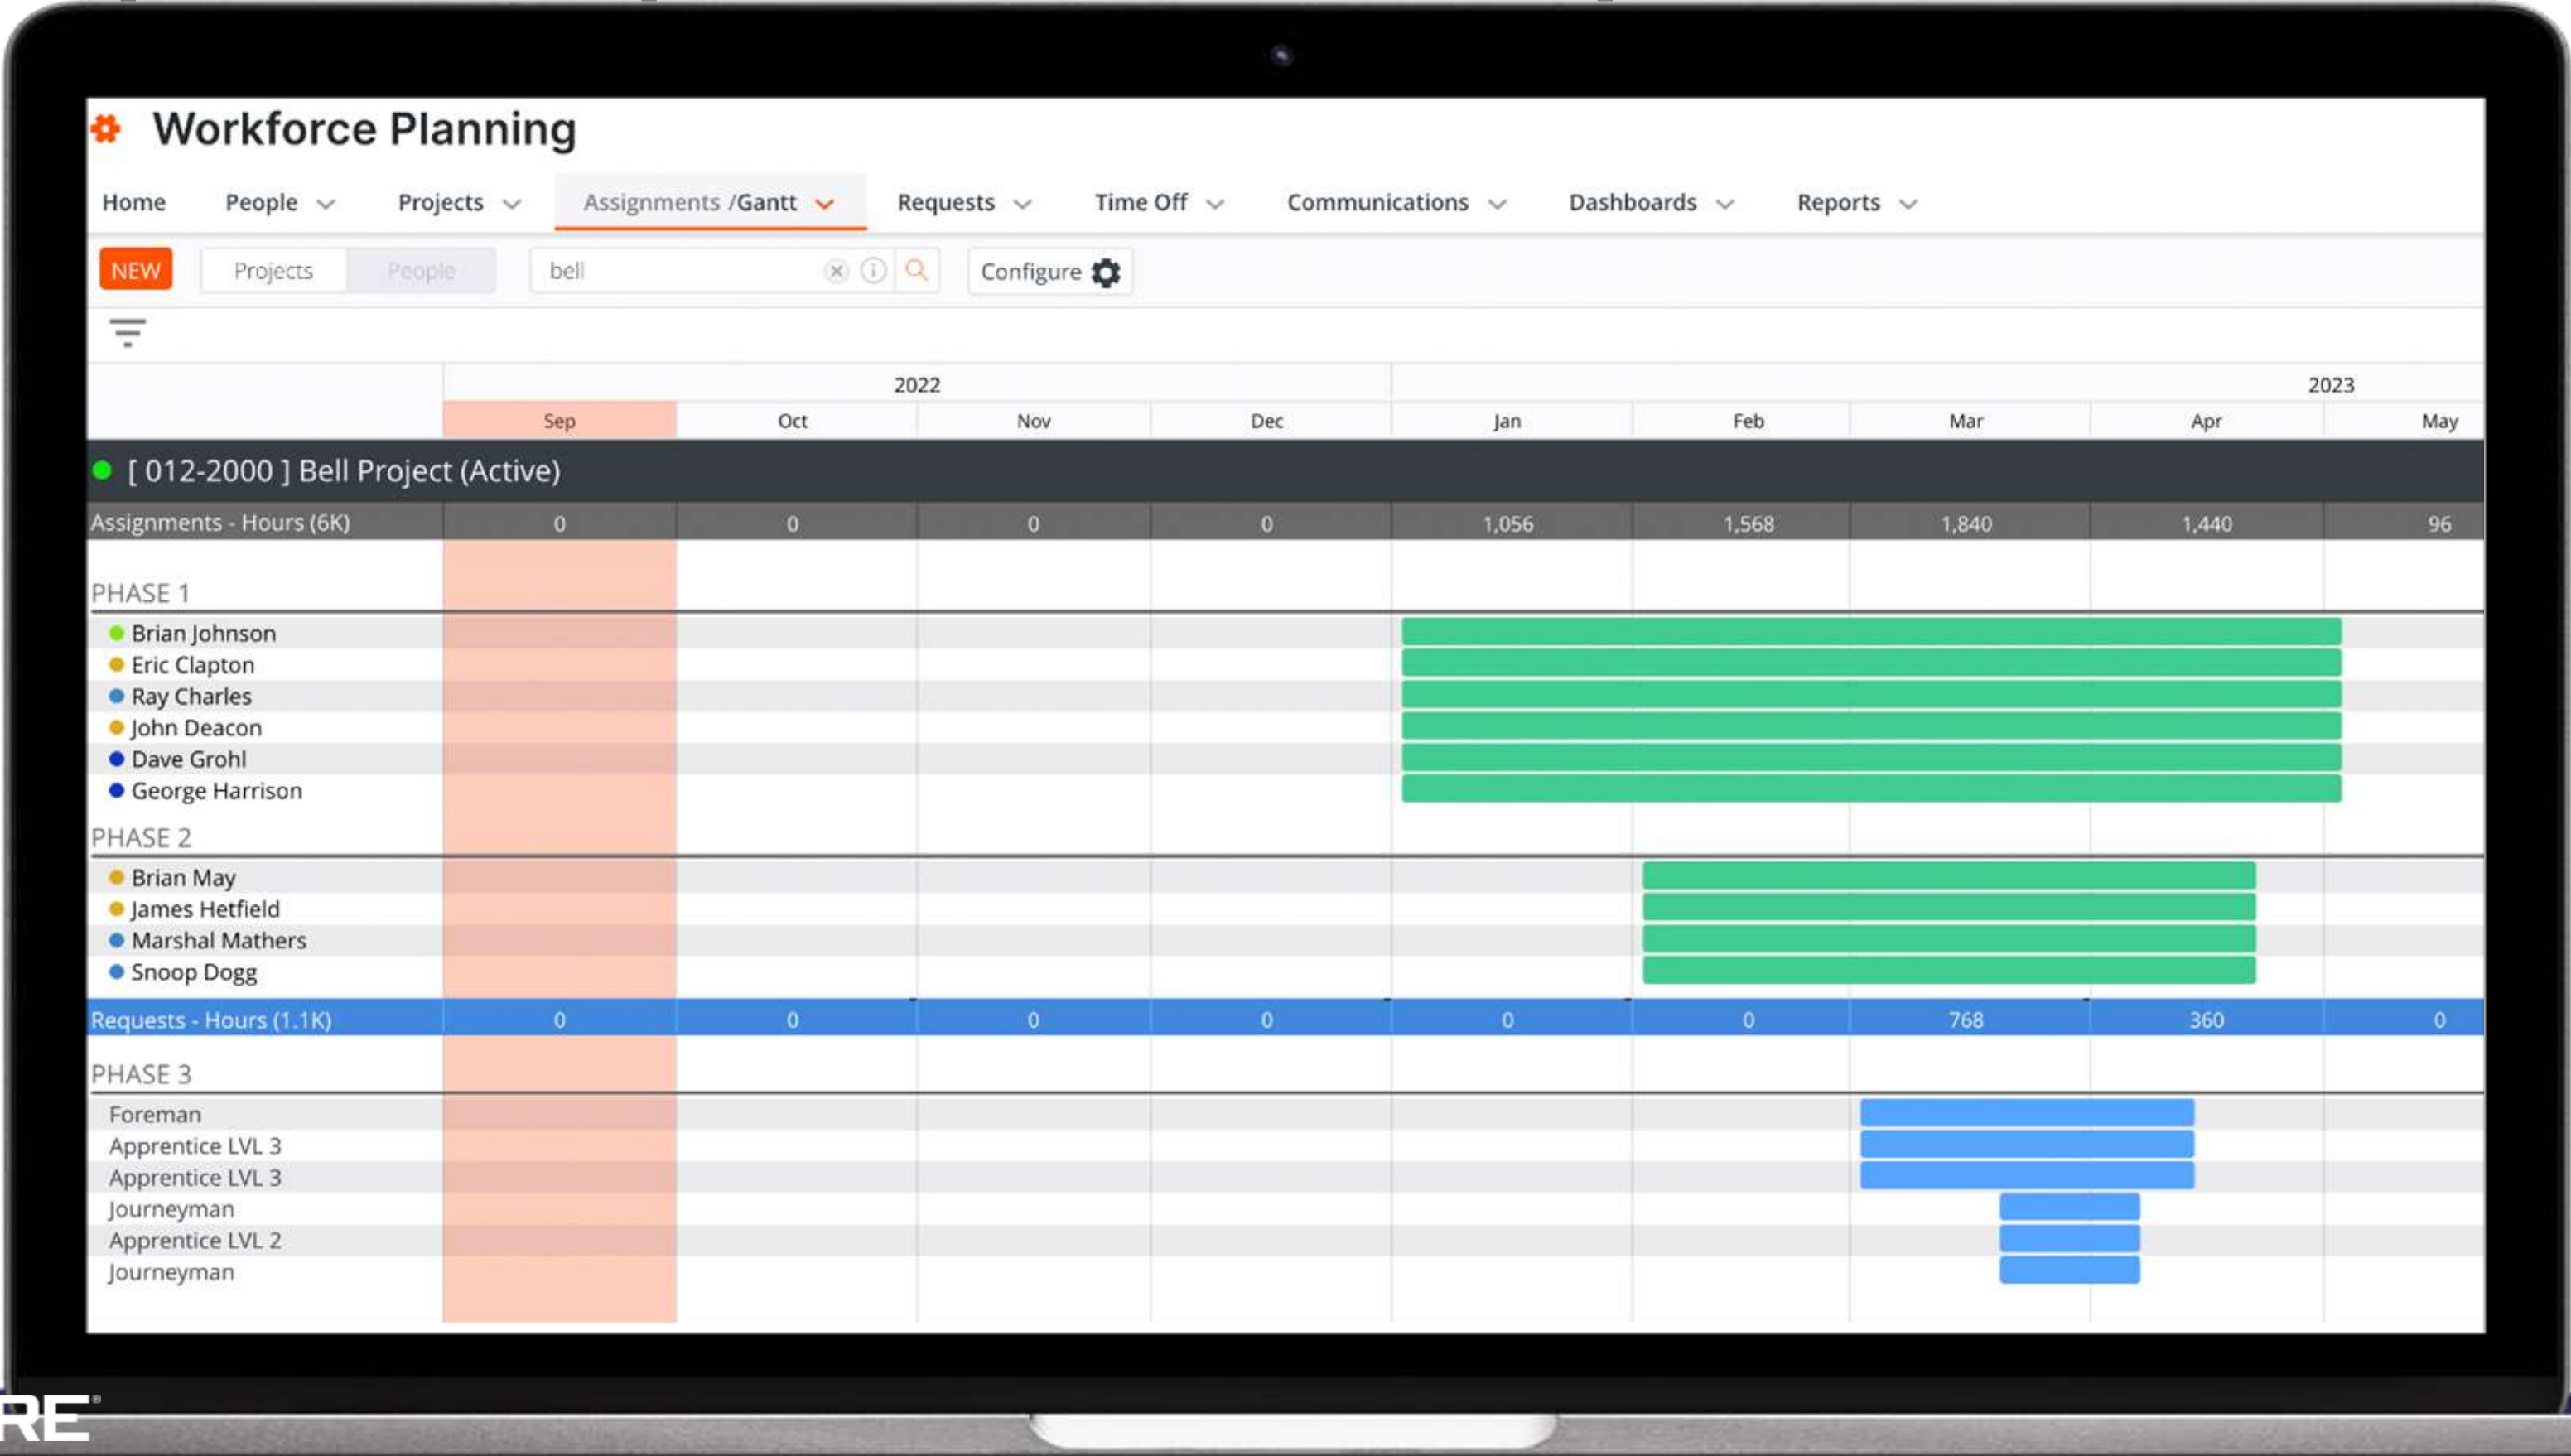 Workforce Planning
Home People Projects Assignments /Gantt Requests Time Off Communications Dashboards Reports
NEW Projects People bell Configure
2022 2023
Sep Oct Nov Dec Jan Feb Mar Apr May
[ 012-2000 ] Bell Project (Active)
Assignments - Hours (6K) 0 0 0 0 1,056 1,568 1,840 1,440 96
PHASE 1
Brian Johnson
Eric Clapton
Ray Charles
John Deacon
Dave Grohl
George Harrison
PHASE 2
Brian May
James Hetfield
Marshal Mathers
Snoop Dogg
Requests - Hours (1.1K) 0 0 0 0 0 0 768 360 0
PHASE 3
Foreman
Apprentice LVL 3
Apprentice LVL 3
Journeyman
Apprentice LVL 2
Journeyman
RE®